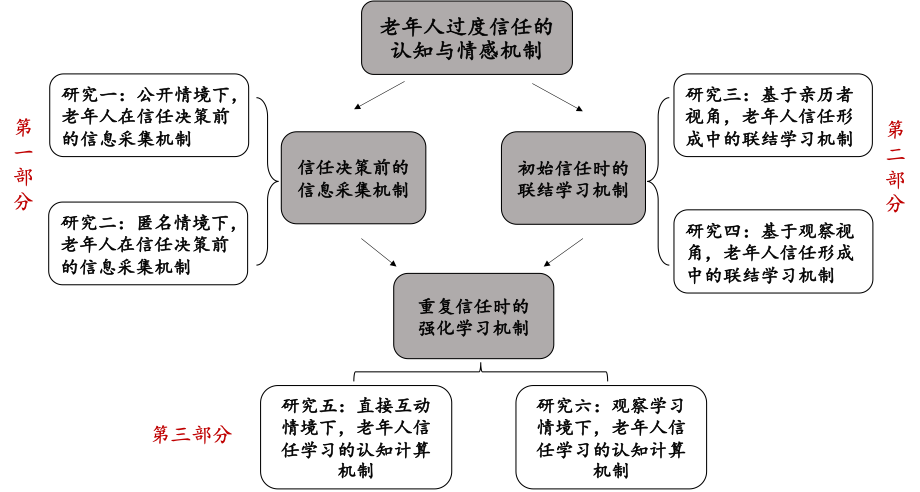 老年人过度信任的
认知与情感机制
第一部分
研究一：公开情境下，
老年人在信任决策前
的信息采集机制
研究二：匿名情境下，
老年人在信任决策前
的信息采集机制
信任决策前的
信息采集机制
初始信任时的
联结学习机制
研究三：基于亲历者
视角，老年人信任形
成中的联结学习机制
研究四：基于观察视
角，老年人信任形成
中的联结学习机制
第二部分
重复信任时的
强化学习机制
第三部分
研究五：直接互动
情境下，老年人信
任学习的认知计算
机制
研究六：观察学习
情境下，老年人信
任学习的认知计算
机制